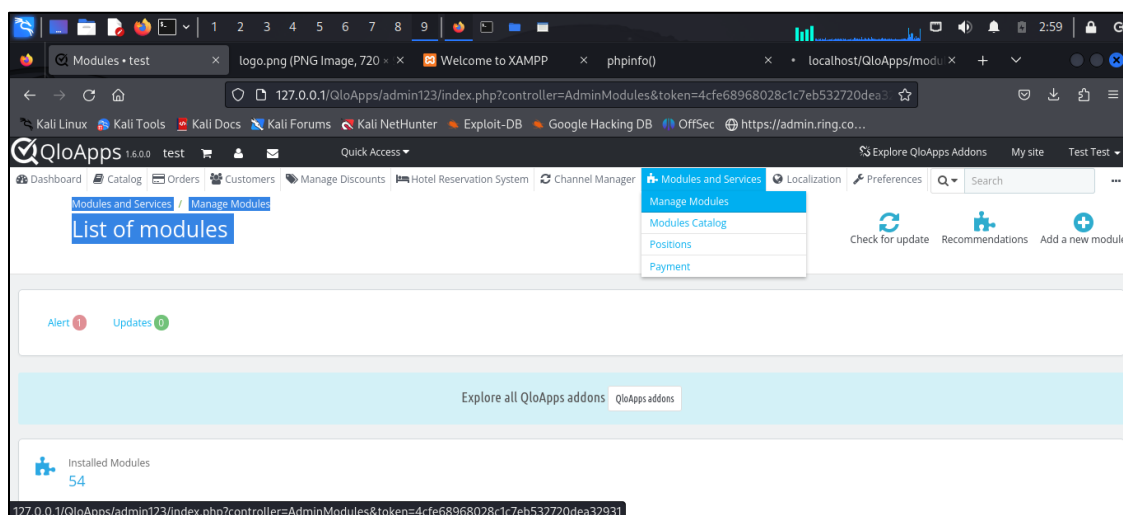 1 2 3 4 5 6 7 8 9 2:59 G
Modules • test × logo.png (PNG Image, 720 × × Welcome to XAMPP × phpinfo() × • localhost/QloApps/modu × +
127.0.0.1/QloApps/admin123/index.php?controller=AdminModules&token=4cfe68968028c1c7eb532720dea3
Kali Linux Kali Tools Kali Docs Kali Forums Kali NetHunter Exploit-DB Google Hacking DB OffSec https://admin.ring.co...
QloApps 1.6.0.0 test Quick Access Explore QloApps Addons My site Test Test
Dashboard Catalog Orders Customers Manage Discounts Hotel Reservation System Channel Manager Modules and Services Localization Preferences Search ...
Modules and Services / Manage Modules
List of modules
Manage Modules
Modules Catalog
Positions
Payment
Check for update Recommendations Add a new module
Alert 1 Updates 0
Explore all QloApps addons QloApps addons
Installed Modules
54
127.0.0.1/QloApps/admin123/index.php?controller=AdminModules&token=4cfe68968028c1c7eb532720dea32931